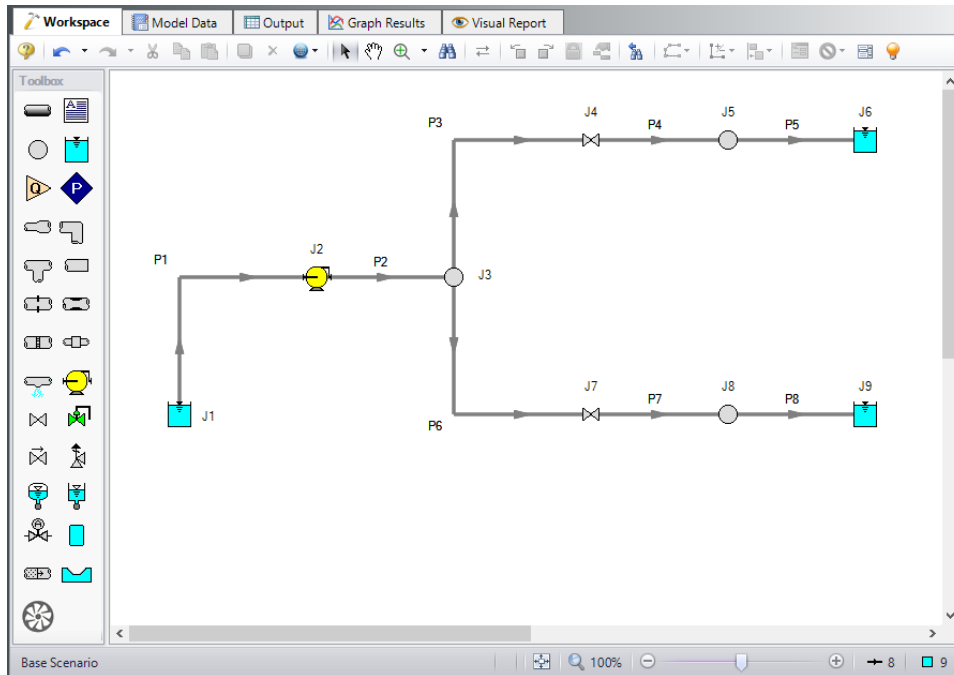 Workspace Model Data Output Graph Results Visual Report
Toolbox
A
Q P
P3 J4 P4 J5 P5 J6
P1 J2 P2 J3
J1
P6 J7 P7 J8 P8 J9
Base Scenario 100% 8 9